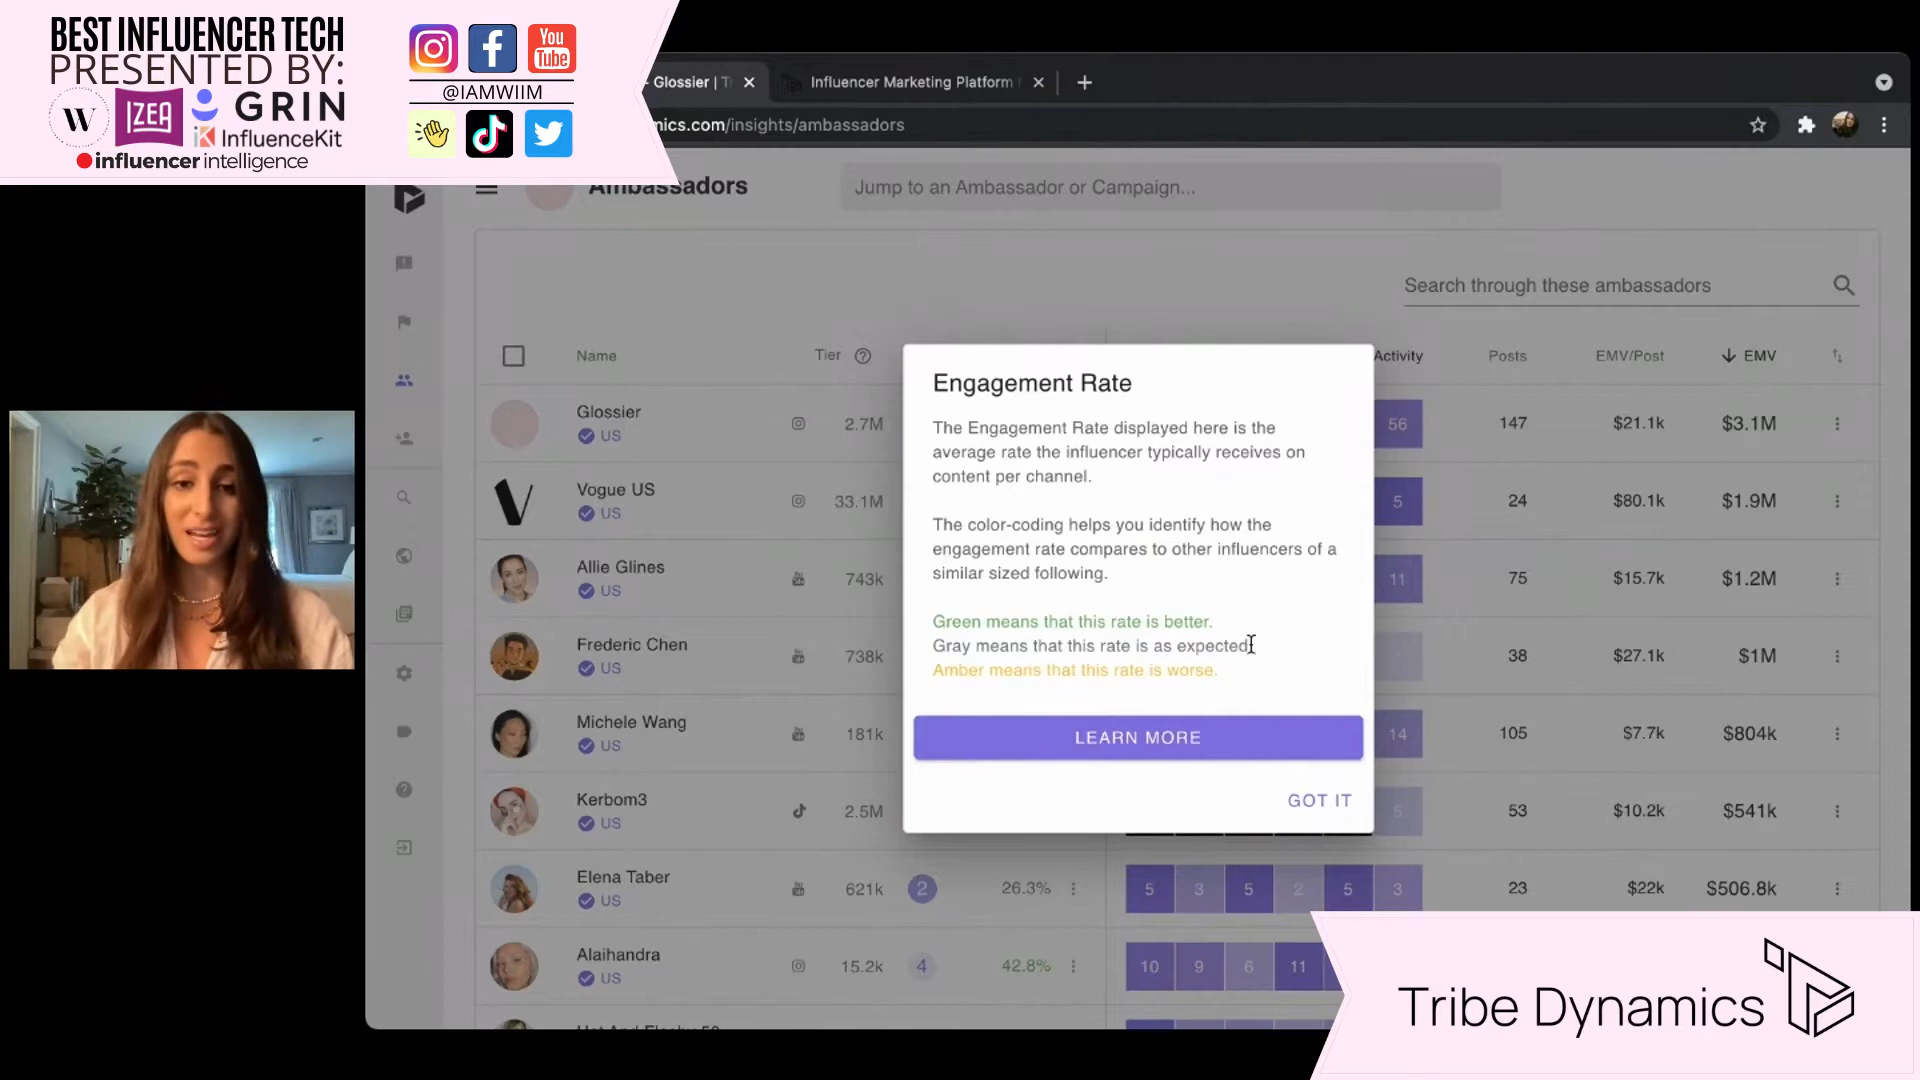 BEST INFLUENCER TECH
PRESENTED BY:
W IZEA GRIN
InfluenceKit
influencer intelligence
You
Tube
@IAMWIIM
Glossier |
Influencer Marketing Platform
mics.com/insights/ambassadors
Ambassadors
Jump to an Ambassador or Campaign...
Search through these ambassadors
Name Tier Activity Posts EMV/Post EMV
Glossier
US
2.7M 56 147 $21.1k $3.1M
Vogue US
US
33.1M 5 24 $80.1k $1.9M
Allie Glines
US
743k 11 75 $15.7k $1.2M
Frederic Chen
US
738k 38 $27.1k $1M
Michele Wang
US
181k 14 105 $7.7k $804k
Kerbom3
US
2.5M 5 53 $10.2k $541k
Elena Taber
US
621k 2 26.3% 5 3 5 2 5 3 23 $22k $506.8k
Alaihandra
US
15.2k 4 42.8% 10 9 6 11
Engagement Rate
The Engagement Rate displayed here is the
average rate the influencer typically receives on
content per channel.
The color-coding helps you identify how the
engagement rate compares to other influencers of a
similar sized following.
Green means that this rate is better.
Gray means that this rate is as expected
Amber means that this rate is worse.
LEARN MORE
GOT IT
Tribe Dynamics